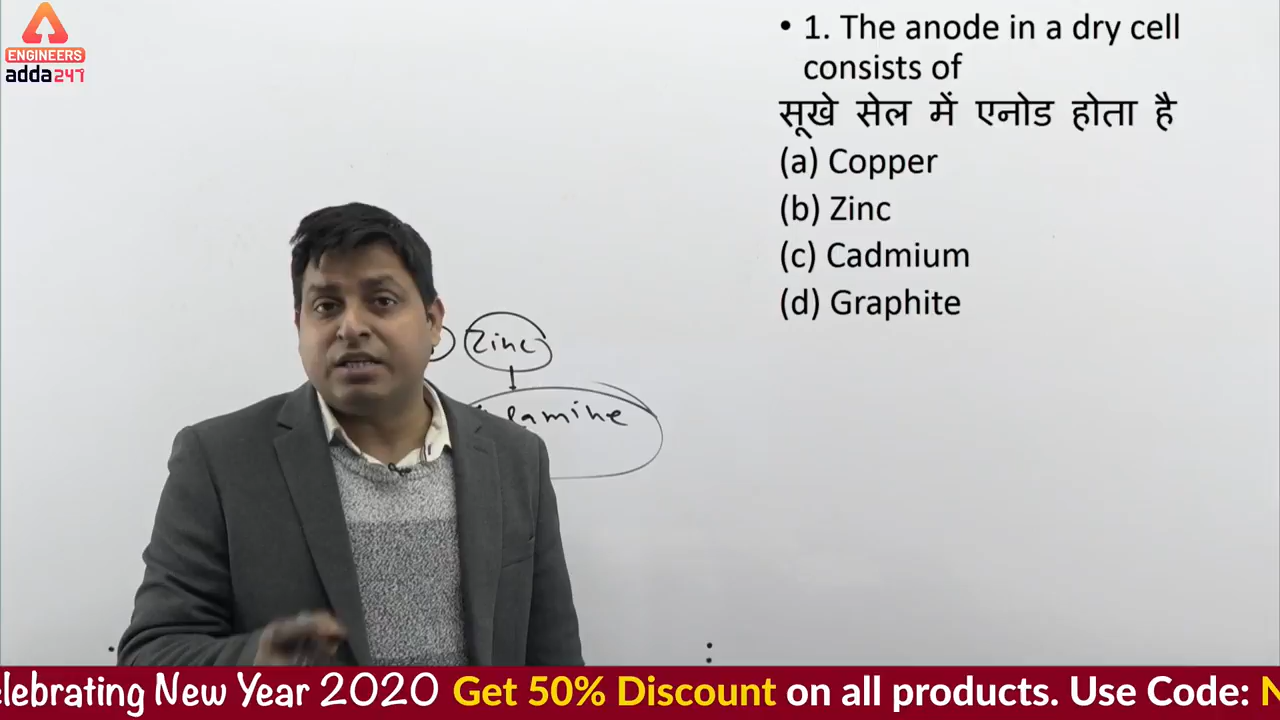 ENGINEERS
adda247
• 1. The anode in a dry cell
consists of
सूखे सेल में एनोड होता है
(a) Copper
(b) Zinc
(c) Cadmium
(d) Graphite
Zinc
elebrating New Year 2020 Get 50% Discount on all products. Use Code: